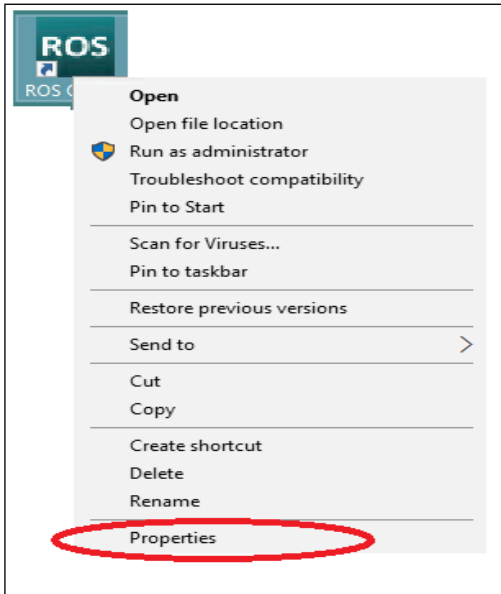 ROS
ROS
Open
Open file location
Run as administrator
Troubleshoot compatibility
Pin to Start
Scan for Viruses...
Pin to taskbar
Restore previous versions
Send to
Cut
Copy
Create shortcut
Delete
Rename
Properties